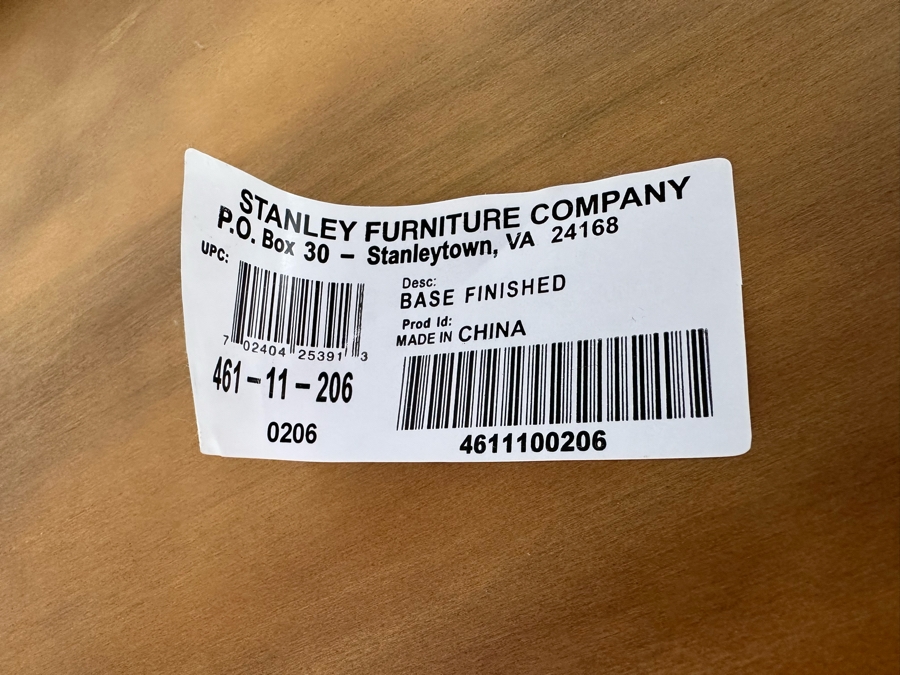 STANLEY FURNITURE COMPANY
P.O. Box 30 – Stanleytown, VA 24168
UPC:
7 02404 25391 3
461-11-206
0206
Desc:
BASE FINISHED
Prod Id:
MADE IN CHINA
4611100206